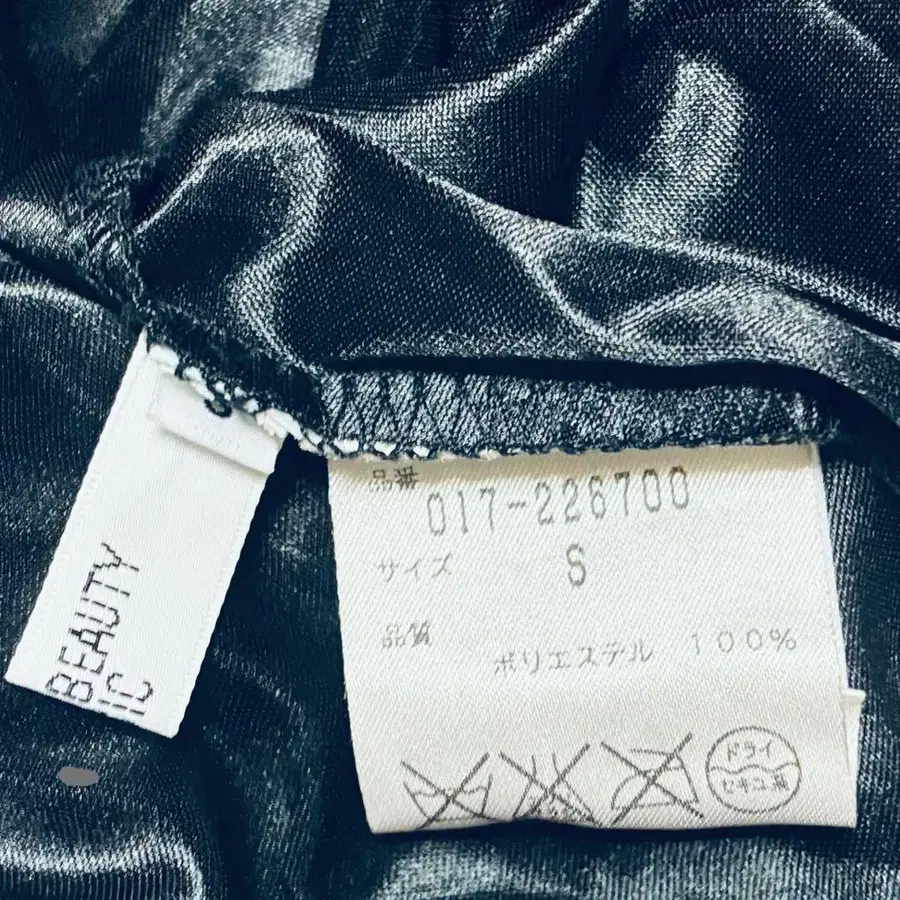 BEAUTY
品番
017-226700
サイズ
S
品質
ポリエステル 100%
ドライ
セキユ系